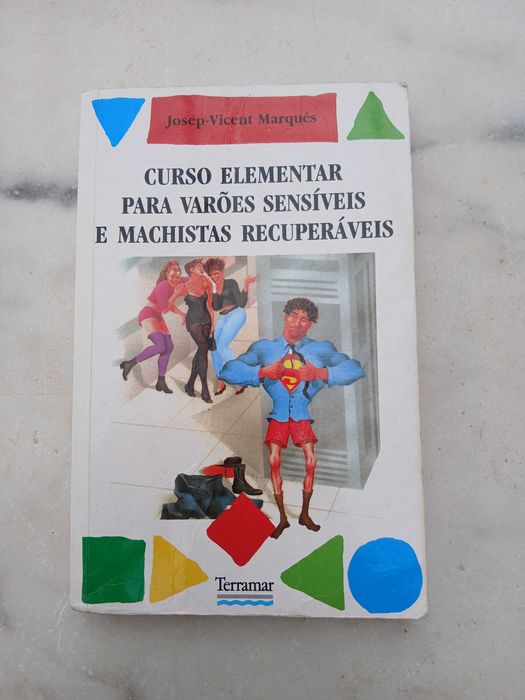 Josep-Vicent Marqués
CURSO ELEMENTAR
PARA VARÕES SENSÍVEIS
E MACHISTAS RECUPERÁVEIS
Terramar